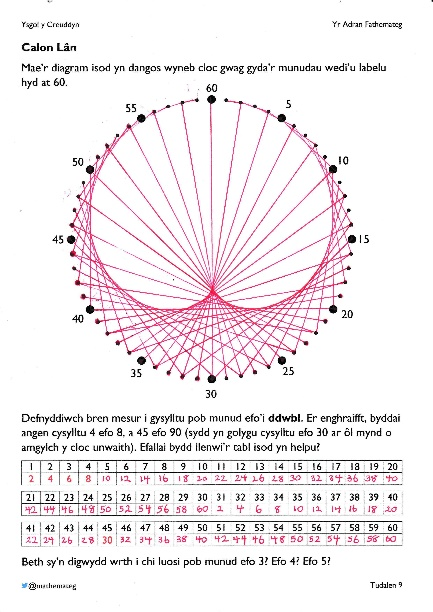 Ysgol y Creuddyn Yr Adran Fathemateg
Calon Lân
Mae'r diagram isod yn dangos wyneb cloc gwag gyda'r munudau wedi'u labelu
hyd at 60.
60
55 5
50 10
45 15
40 20
35 25
30
Defnyddiwch bren mesur i gysylltu pob munud efo'i ddwbl. Er enghraifft, byddai
angen cysylltu 4 efo 8, a 45 efo 90 (sydd yn golygu cysylltu efo 30 ar ôl mynd o
amgylch y cloc unwaith). Efallai bydd llenwi'r tabl isod yn helpu?
1 2 3 4 5 6 7 8 9 10 11 12 13 14 15 16 17 18 19 20
2 4 6 8 10 12 14 16 18 20 22 24 26 28 30 32 34 36 38 40
21 22 23 24 25 26 27 28 29 30 31 32 33 34 35 36 37 38 39 40
42 44 46 48 50 52 54 56 58 60 2 4 6 8 10 12 14 16 18 20
41 42 43 44 45 46 47 48 49 50 51 52 53 54 55 56 57 58 59 60
22 24 26 28 30 32 34 36 38 40 42 44 46 48 50 52 54 56 58 60
Beth sy'n digwydd wrth i chi luosi pob munud efo 3? Efo 4? Efo 5?
@mathemateg Tudalen 9